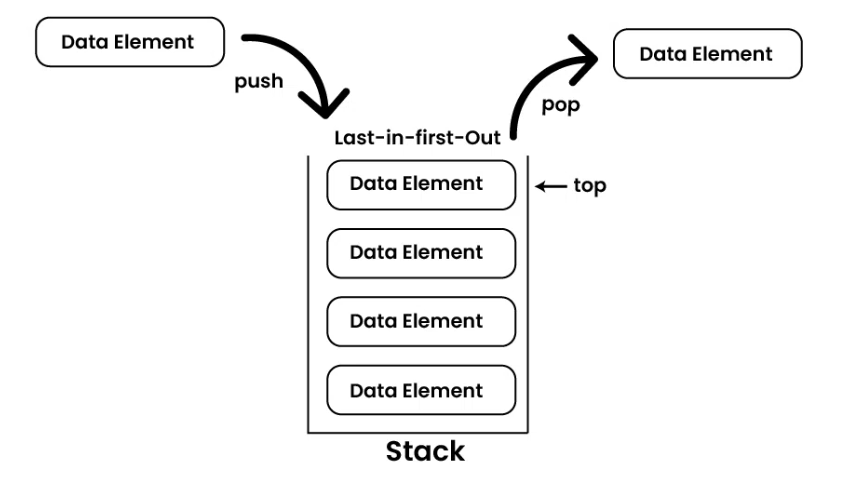 Data Element
Data Element
push
pop
Last-in-first-Out
Data Element
top
Data Element
Data Element
Data Element
Stack